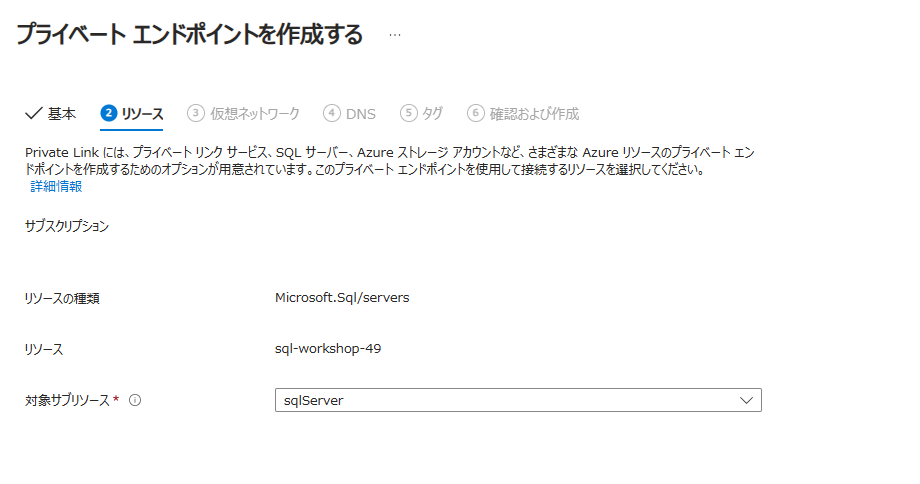 プライベート エンドポイントを作成する ...
基本 2 リソース 3 仮想ネットワーク 4 DNS 5 タグ 6 確認および作成
Private Link には、プライベート リンク サービス、SQL サーバー、Azure ストレージ アカウントなど、さまざまな Azure リソースのプライベート エン
ドポイントを作成するためのオプションが用意されています。このプライベート エンドポイントを使用して接続するリソースを選択してください。
詳細情報
サブスクリプション
リソースの種類 Microsoft.Sql/servers
リソース sql-workshop-49
対象サブリソース * sqlServer